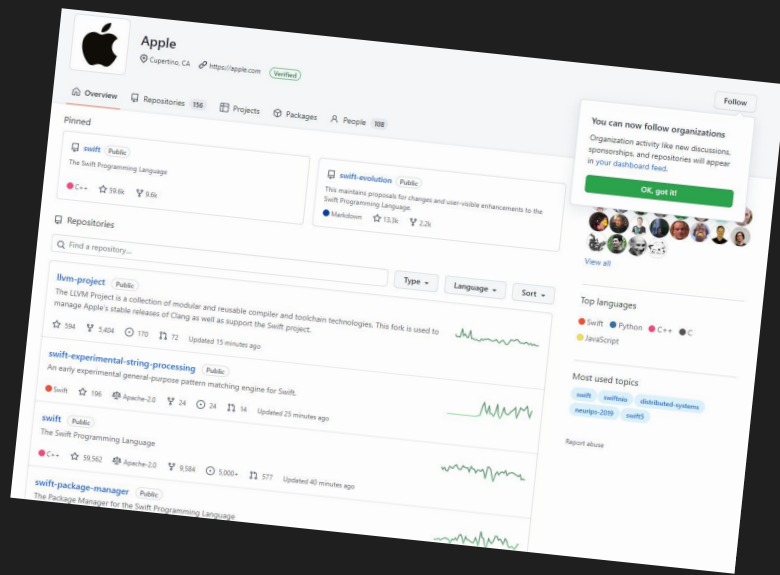 Apple
Cupertino, CA https://apple.com Verified
Follow
Overview Repositories 156 Projects Packages People 108
You can now follow organizations
Organization activity like new discussions,
sponsorships, and repositories will appear
in your dashboard feed.
OK, got it!
Pinned
swift Public
The Swift Programming Language
C++ 59.6k 9.6k
swift-evolution Public
This maintains proposals for changes and user-visible enhancements to the
Swift Programming Language.
Markdown 13.3k 2.2k
View all
Repositories
Find a repository...
Type Language Sort
llvm-project Public
The LLVM Project is a collection of modular and reusable compiler and toolchain technologies. This fork is used to
manage Apple's stable releases of Clang as well as support the Swift project.
594 5,404 170 72 Updated 15 minutes ago
swift-experimental-string-processing Public
An early experimental general-purpose pattern matching engine for Swift.
Swift 196 Apache-2.0 24 24 14 Updated 25 minutes ago
swift Public
The Swift Programming Language
C++ 59,562 Apache-2.0 9,584 5,000+ 577 Updated 40 minutes ago
swift-package-manager Public
The Package Manager for the Swift Programming Language
Top languages
Swift Python C++ C
JavaScript
Most used topics
swift swiftnio distributed-systems
neurips-2019 swift5
Report abuse